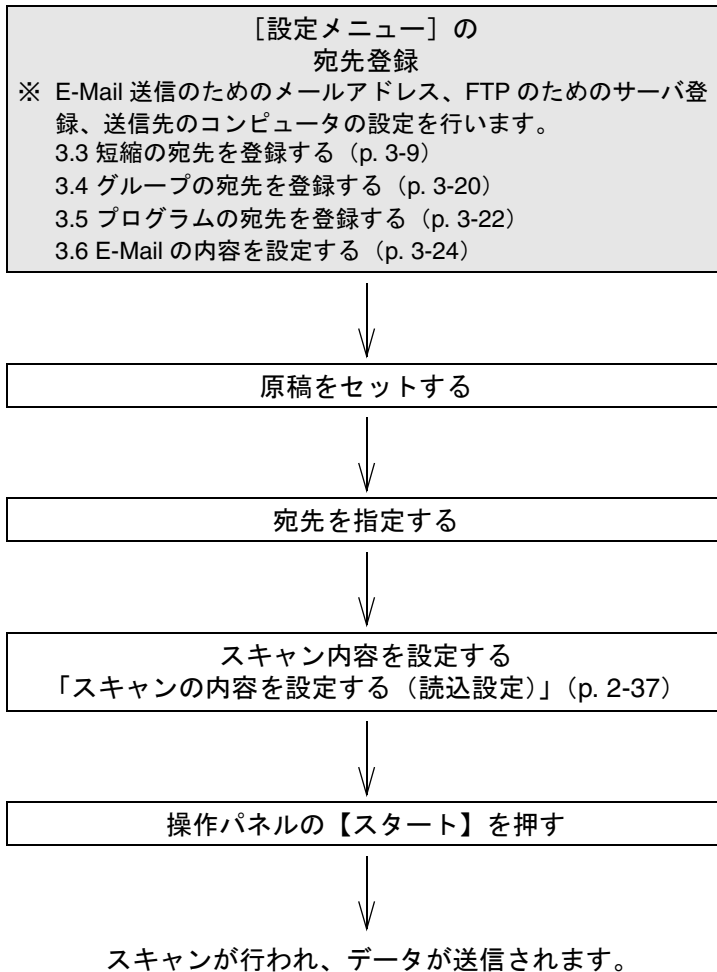 ［設定メニュー］の
宛先登録
※ E-Mail 送信のためのメールアドレス、FTP のためのサーバ登
録、送信先のコンピュータの設定を行います。
3.3 短縮の宛先を登録する（p. 3-9）
3.4 グループの宛先を登録する（p. 3-20）
3.5 プログラムの宛先を登録する（p. 3-22）
3.6 E-Mail の内容を設定する（p. 3-24）
原稿をセットする
宛先を指定する
スキャン内容を設定する
「スキャンの内容を設定する（読込設定）」（p. 2-37）
操作パネルの【スタート】を押す
スキャンが行われ、データが送信されます。